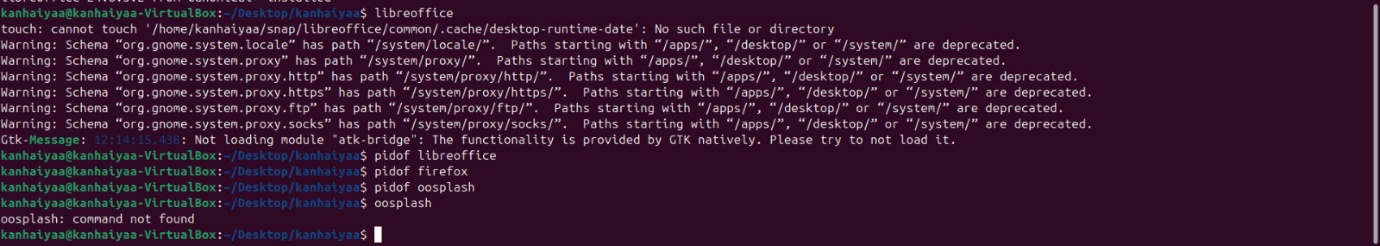 libreoffice 24.8.3.2 from Canonical✓ installed
kanhaiyaa@kanhaiyaa-VirtualBox:~/Desktop/kanhaiyaa$ libreoffice
touch: cannot touch '/home/kanhaiyaa/snap/libreoffice/common/.cache/desktop-runtime-date': No such file or directory
Warning: Schema “org.gnome.system.locale” has path “/system/locale/”.  Paths starting with “/apps/”, “/desktop/” or “/system/” are deprecated.
Warning: Schema “org.gnome.system.proxy” has path “/system/proxy/”.  Paths starting with “/apps/”, “/desktop/” or “/system/” are deprecated.
Warning: Schema “org.gnome.system.proxy.http” has path “/system/proxy/http/”.  Paths starting with “/apps/”, “/desktop/” or “/system/” are deprecated.
Warning: Schema “org.gnome.system.proxy.https” has path “/system/proxy/https/”.  Paths starting with “/apps/”, “/desktop/” or “/system/” are deprecated.
Warning: Schema “org.gnome.system.proxy.ftp” has path “/system/proxy/ftp/”.  Paths starting with “/apps/”, “/desktop/” or “/system/” are deprecated.
Warning: Schema “org.gnome.system.proxy.socks” has path “/system/proxy/socks/”.  Paths starting with “/apps/”, “/desktop/” or “/system/” are deprecated.
Gtk-Message: 12:14:15.438: Not loading module "atk-bridge": The functionality is provided by GTK natively. Please try to not load it.
kanhaiyaa@kanhaiyaa-VirtualBox:~/Desktop/kanhaiyaa$ pidof libreoffice
kanhaiyaa@kanhaiyaa-VirtualBox:~/Desktop/kanhaiyaa$ pidof firefox
kanhaiyaa@kanhaiyaa-VirtualBox:~/Desktop/kanhaiyaa$ pidof oosplash
kanhaiyaa@kanhaiyaa-VirtualBox:~/Desktop/kanhaiyaa$ oosplash
oosplash: command not found
kanhaiyaa@kanhaiyaa-VirtualBox:~/Desktop/kanhaiyaa$